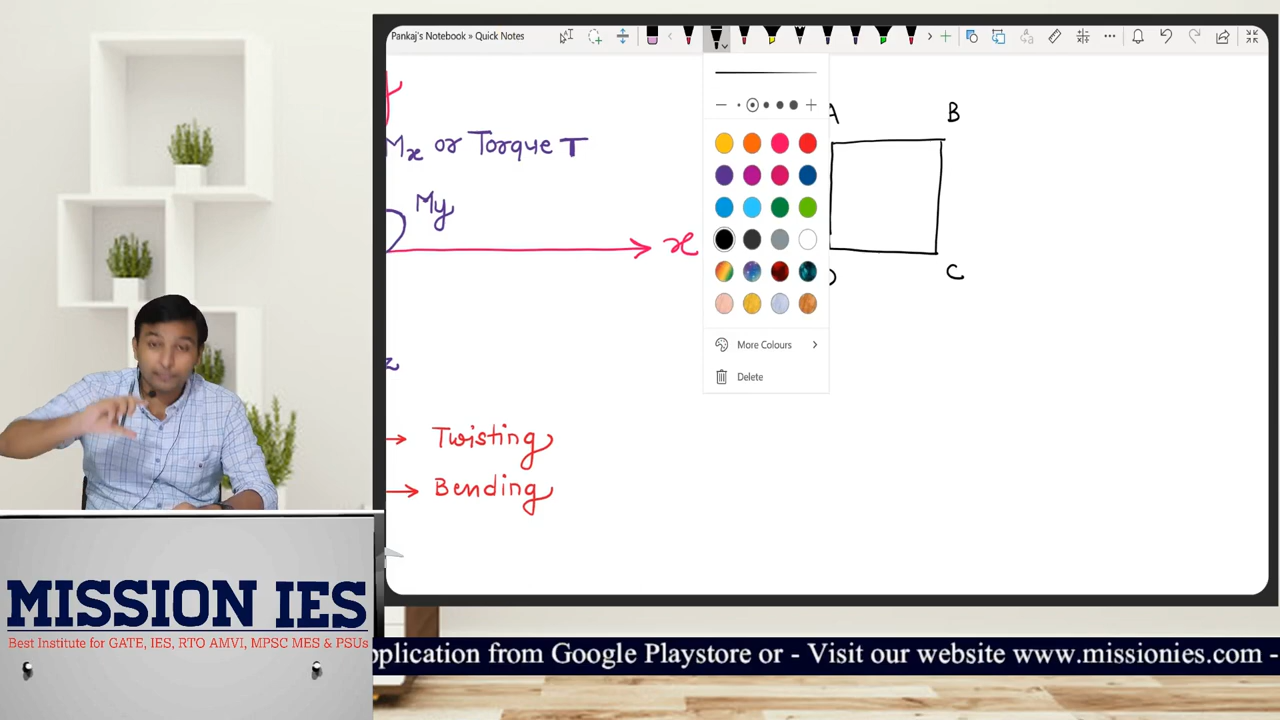 Pankaj's Notebook » Quick Notes
A B
Mx or Torque T
My
x
D C
z
More Colours
Delete
→ Twisting
→ Bending
MISSION IES
Best Institute for GATE, IES, RTO AMVI, MPSC MES & PSUs
pplication from Google Playstore or - Visit our website www.missionies.com -